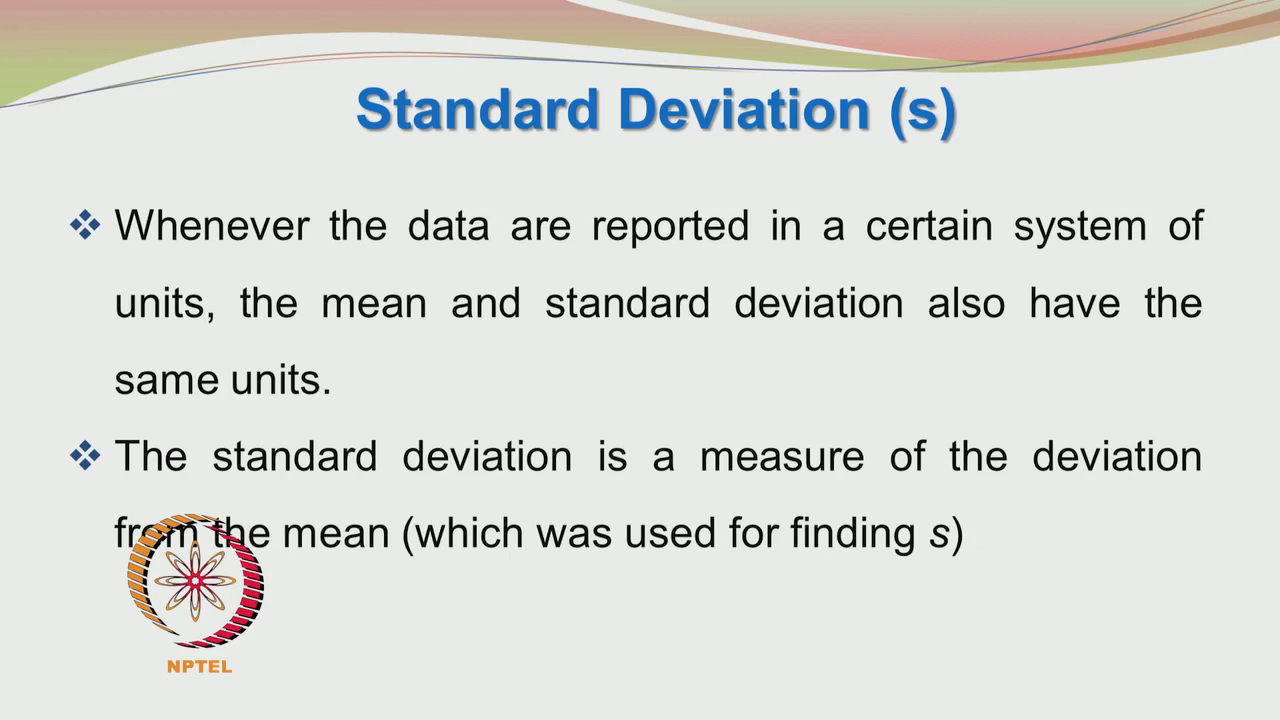 Standard Deviation (s)
Whenever the data are reported in a certain system of
units, the mean and standard deviation also have the
same units.
The standard deviation is a measure of the deviation
from the mean (which was used for finding s)
NPTEL